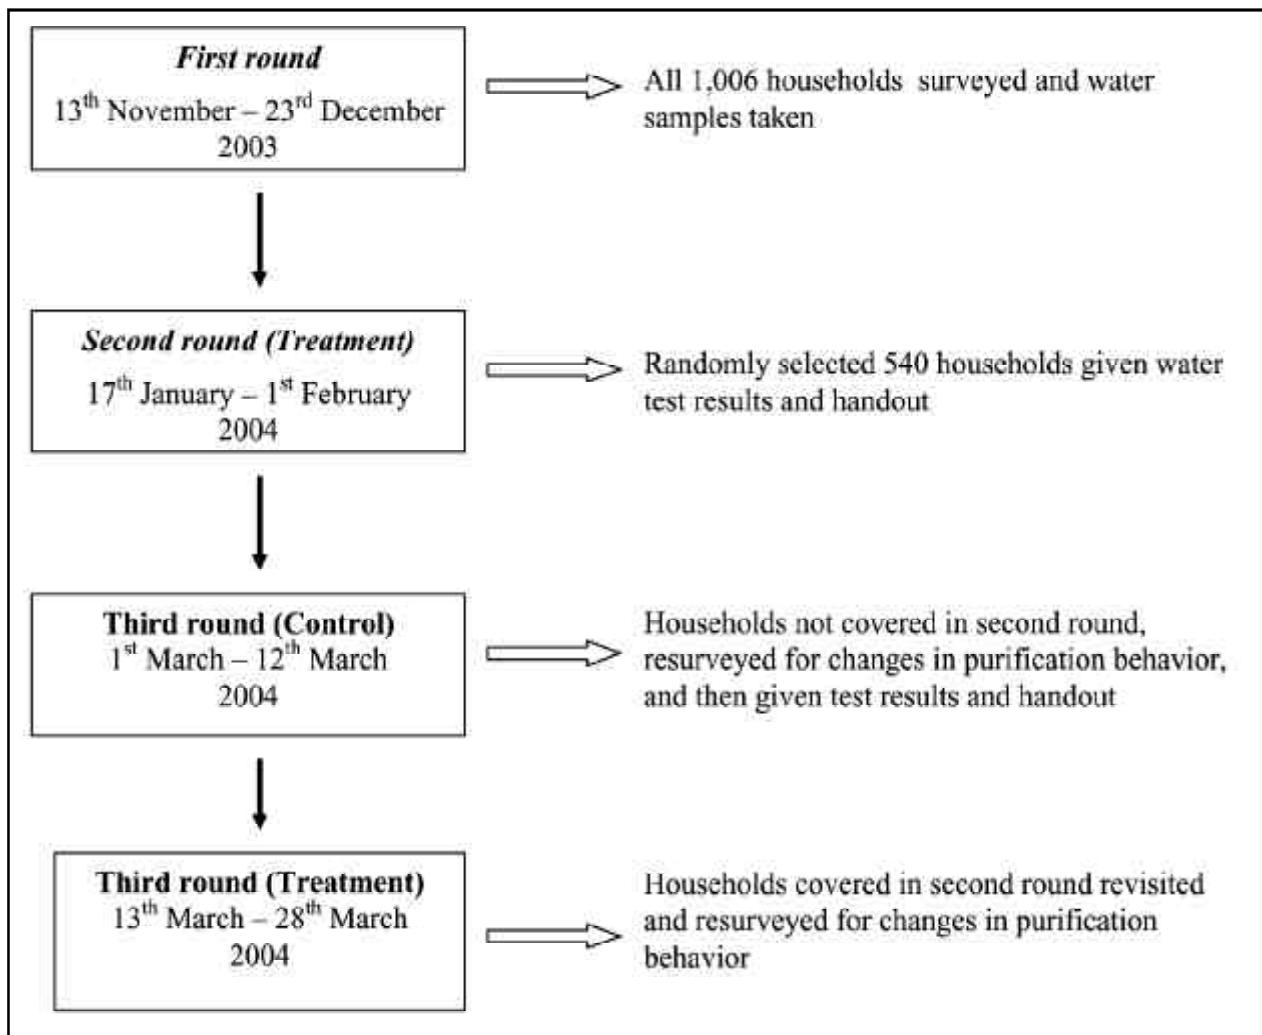 First round
13th November – 23rd December
2003
All 1,006 households surveyed and water
samples taken
Second round (Treatment)
17th January – 1st February
2004
Randomly selected 540 households given water
test results and handout
Third round (Control)
1st March – 12th March
2004
Households not covered in second round,
resurveyed for changes in purification behavior,
and then given test results and handout
Third round (Treatment)
13th March – 28th March
2004
Households covered in second round revisited
and resurveyed for changes in purification
behavior